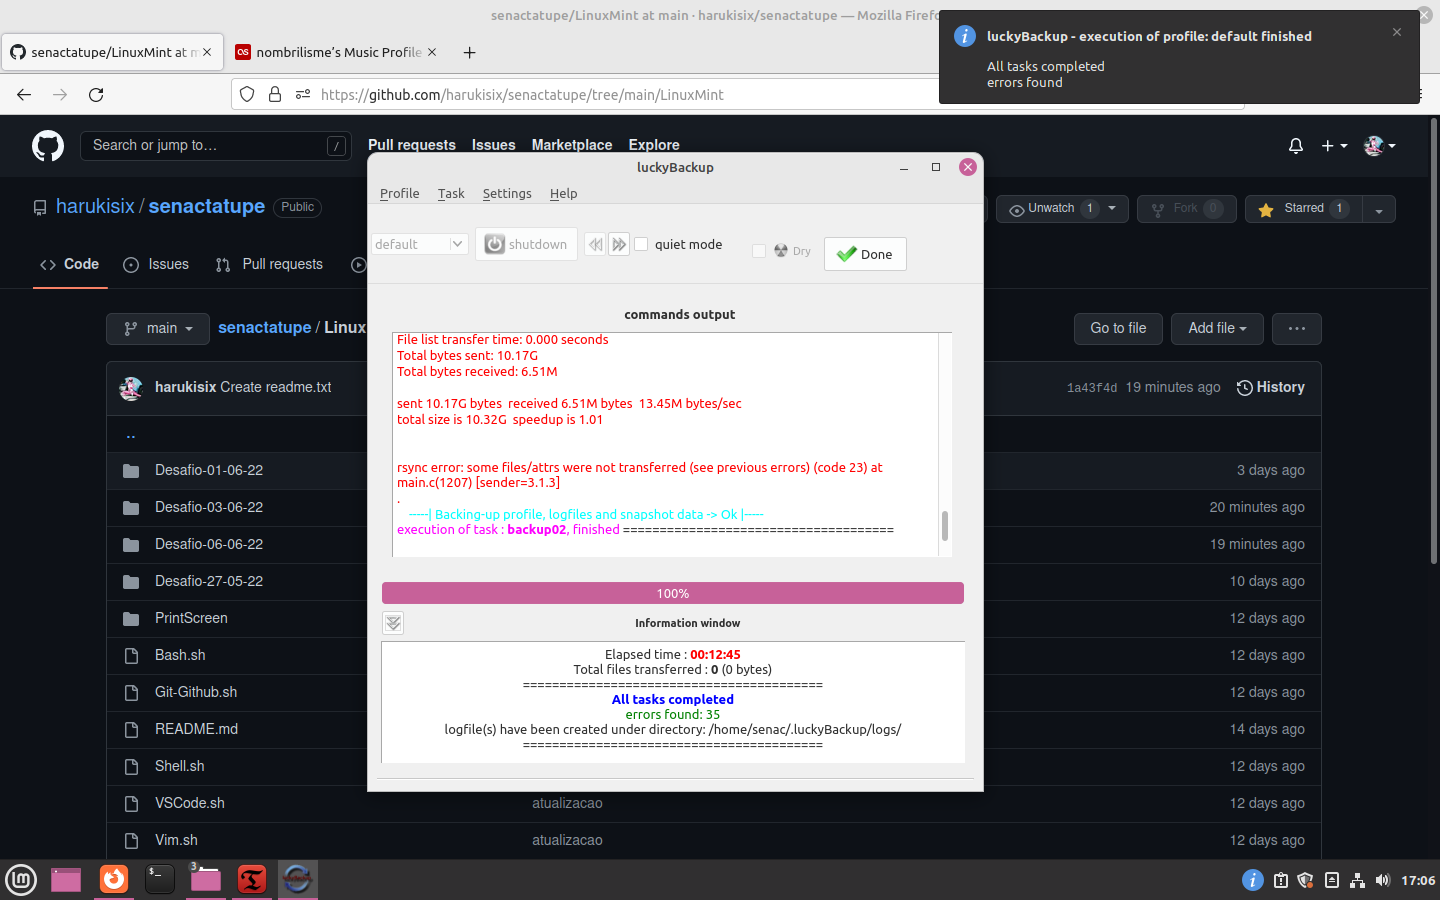 senactatupe/LinuxMint at main · harukisix/senactatupe — Mozilla Firefo
senactatupe/LinuxMint at m
nombrilisme's Music Profile
https://github.com/harukisix/senactatupe/tree/main/LinuxMint
luckyBackup - execution of profile: default finished
All tasks completed
errors found
Search or jump to…
/
Pull requests
Issues
Marketplace
Explore
harukisix / senactatupe
Public
Unwatch
1
Fork
0
Starred
1
Code
Issues
Pull requests
main
senactatupe / Linux
Go to file
Add file
harukisix Create readme.txt
1a43f4d
19 minutes ago
History
..
Desafio-01-06-22
3 days ago
Desafio-03-06-22
20 minutes ago
Desafio-06-06-22
19 minutes ago
Desafio-27-05-22
10 days ago
PrintScreen
12 days ago
Bash.sh
12 days ago
Git-Github.sh
12 days ago
README.md
14 days ago
Shell.sh
12 days ago
VSCode.sh
atualizacao
12 days ago
Vim.sh
atualizacao
12 days ago
luckyBackup
Profile
Task
Settings
Help
default
shutdown
quiet mode
Dry
Done
commands output
File list transfer time: 0.000 seconds
Total bytes sent: 10.17G
Total bytes received: 6.51M
sent 10.17G bytes  received 6.51M bytes  13.45M bytes/sec
total size is 10.32G  speedup is 1.01
rsync error: some files/attrs were not transferred (see previous errors) (code 23) at
main.c(1207) [sender=3.1.3]
.
-----| Backing-up profile, logfiles and snapshot data -> Ok |-----
execution of task : backup02, finished =====================================
100%
Information window
Elapsed time : 00:12:45
Total files transferred : 0 (0 bytes)
=========================================
All tasks completed
errors found: 35
logfile(s) have been created under directory: /home/senac/.luckyBackup/logs/
=========================================
3
17:06